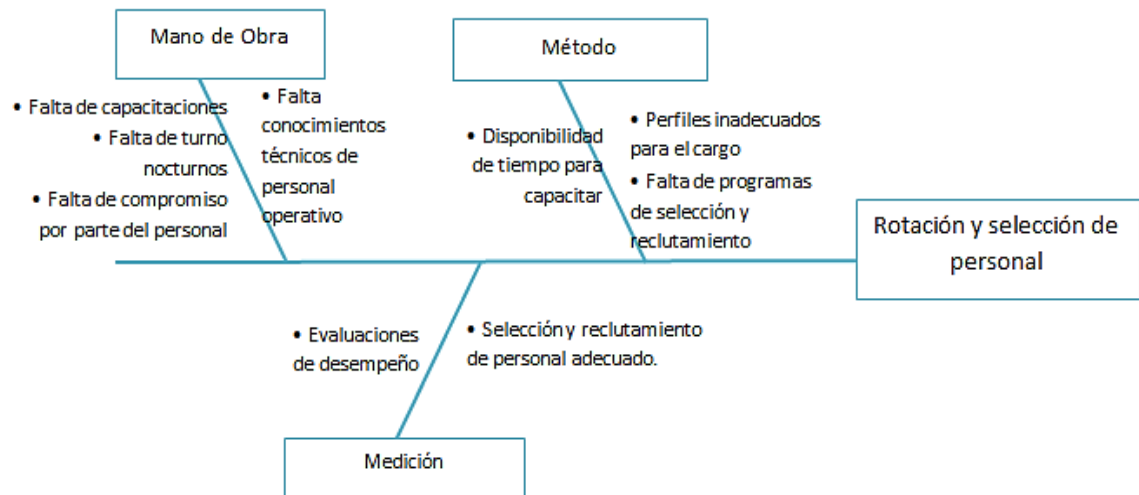 Mano de Obra
Método
• Falta de capacitaciones
• Falta de turno
nocturnos
• Falta de compromiso
por parte del personal
• Falta
conocimientos
técnicos de
personal
operativo
• Disponibilidad
de tiempo para
capacitar
• Perfiles inadecuados
para el cargo
• Falta de programas
de selección y
reclutamiento
Rotación y selección de
personal
• Evaluaciones
de desempeño
• Selección y reclutamiento
de personal adecuado.
Medición